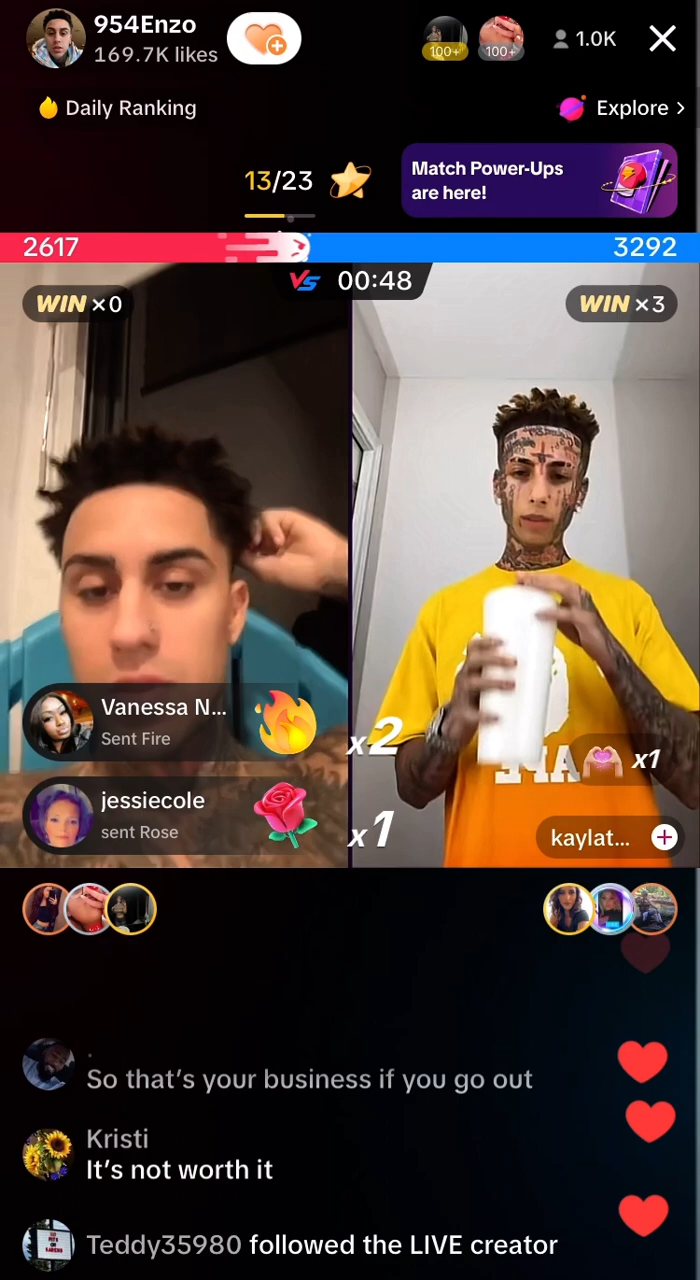 954Enzo
169.7K likes
100+
100+
1.0K
Daily Ranking
Explore >
13/23
Match Power-Ups
are here!
2617
3292
VS 00:48
WIN ×0
WIN ×3
Vanessa N...
Sent Fire
x2
x1
jessiecole
sent Rose
x1
kaylat...
.
So that's your business if you go out
Kristi
It's not worth it
Teddy35980 followed the LIVE creator